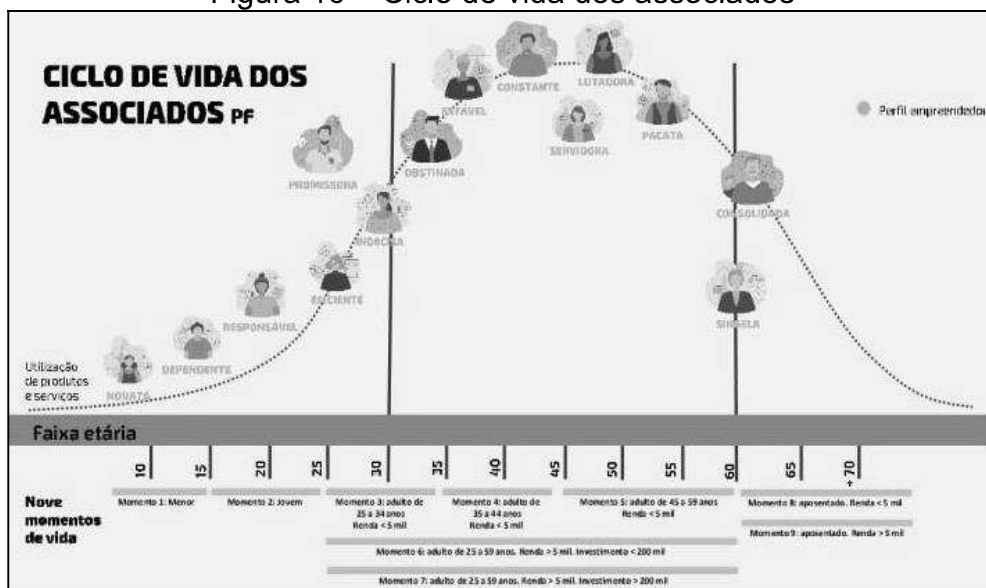 Figura 10 – Ciclo de vida dos associados
CICLO DE VIDA DOS
ASSOCIADOS PF
CONSTANTE
LUTADORA
ESTÁVEL
Perfil empreendedor
PACATA
SERVIDORA
OBSTINADA
PROMISSORA
CONSOLIDADA
INDECISA
EFICIENTE
SINGELA
RESPONSÁVEL
DEPENDENTE
Utilização
de produtos
e serviços
NOVATA
Faixa etária
10
15
20
25
30
35
40
45
50
55
60
65
+ 70
Nove
momentos
de vida
Momento 1: Menor
Momento 2: Jovem
Momento 3: adulto de
25 a 34 anos
Renda < 5 mil
Momento 4: adulto de
35 a 44 anos
Renda < 5 mil
Momento 5: adulto de 45 a 59 anos
Renda < 5 mil
Momento 8: aposentado. Renda < 5 mil
Momento 6: adulto de 25 a 59 anos. Renda > 5 mil. Investimento < 200 mil
Momento 9: aposentado. Renda > 5 mil
Momento 7: adulto de 25 a 59 anos. Renda > 5 mil. Investimento > 200 mil